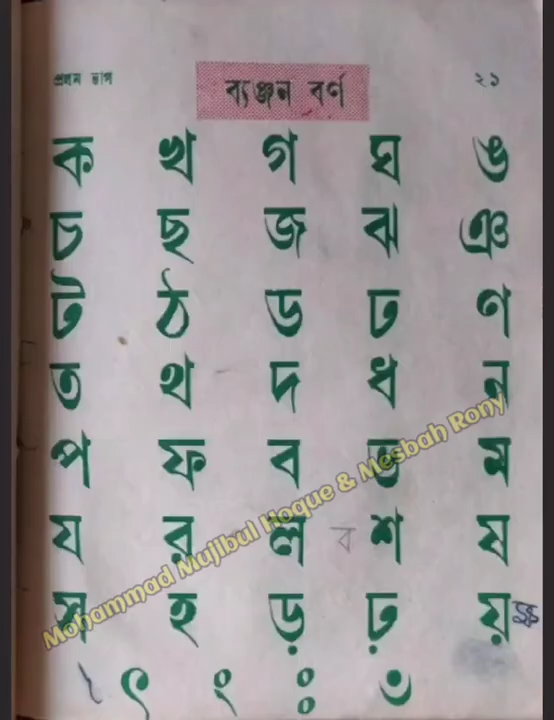 প্রথম ভাগ ব্যঞ্জন বর্ণ ২১
ক খ গ ঘ ঙ
চ ছ জ ঝ ঞ
ট ঠ ড ঢ ণ
ত থ দ ধ ন
প ফ ব ভ ম
য র ল ব শ ষ
স হ ড় ঢ় য় ক্ষ
ৎ ং ঃ ঁ
Mohammad Mujibul Hoque & Mesbah Rony